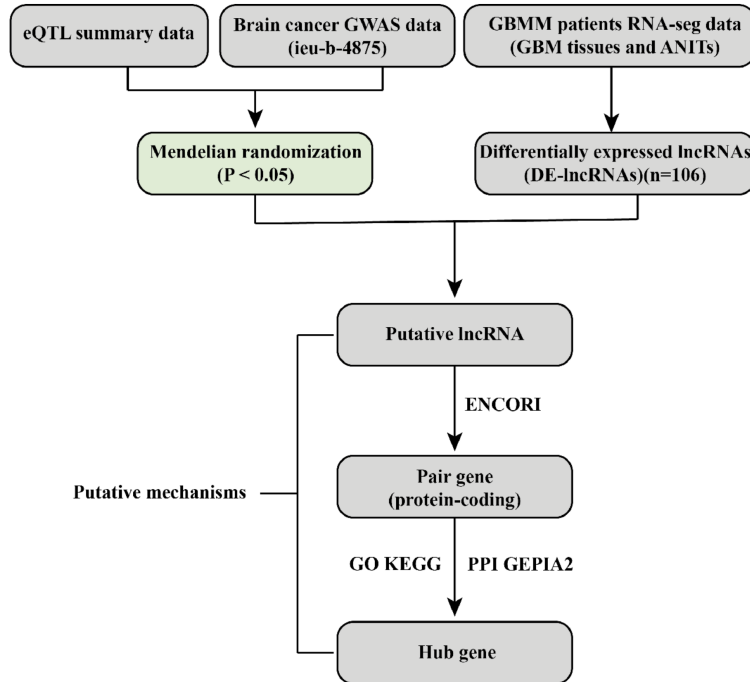 eQTL summary data
Brain cancer GWAS data
(ieu-b-4875)
GBMM patients RNA-seg data
(GBM tissues and ANITs)
Mendelian randomization
(P < 0.05)
Differentially expressed lncRNAs
(DE-lncRNAs)(n=106)
Putative lncRNA
ENCORI
Pair gene
(protein-coding)
Putative mechanisms
GO KEGG
PPI GEPIA2
Hub gene